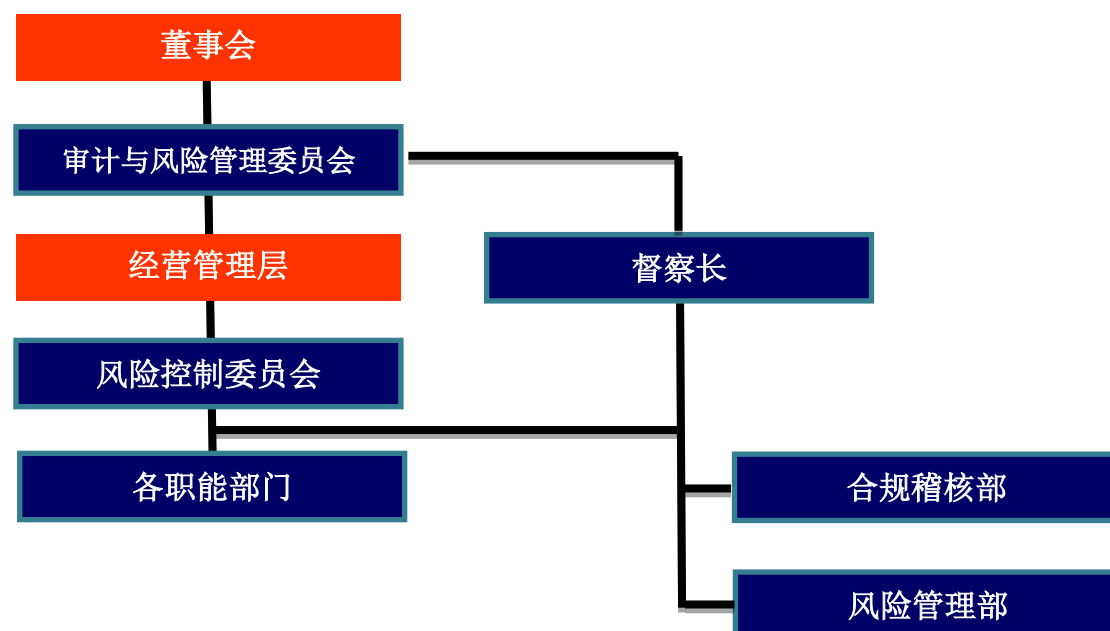 董事会
审计与风险管理委员会
经营管理层
督察长
风险控制委员会
各职能部门
合规稽核部
风险管理部